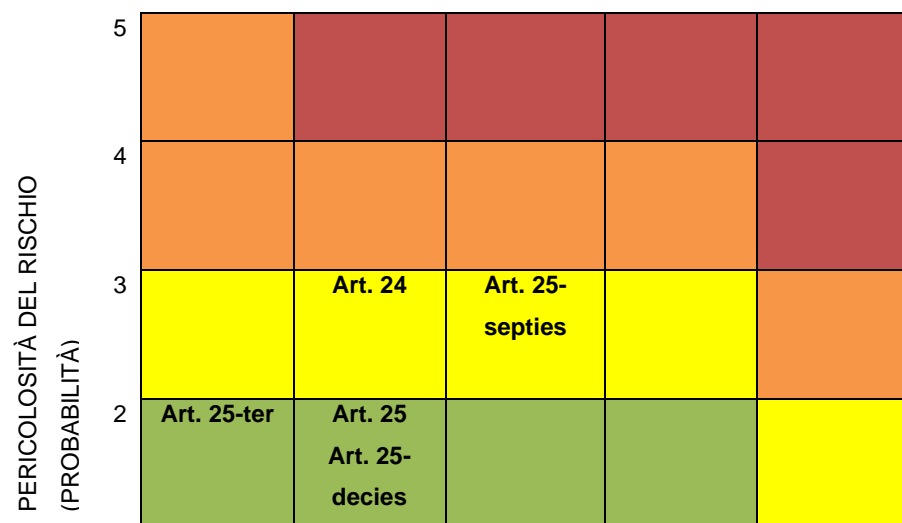 PERICOLOSITÀ DEL RISCHIO
(PROBABILITÀ)
5
4
3
Art. 24
Art. 25-
septies
2
Art. 25-ter
Art. 25
Art. 25-
decies